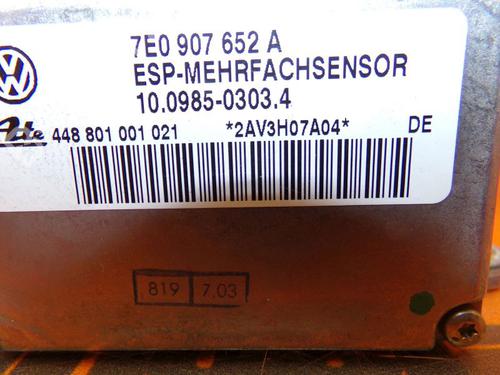 7E0 907 652 A
ESP-MEHRFACHSENSOR
10.0985-0303.4
Ate 448 801 001 021 *2AV3H07A04* DE
819 7.03